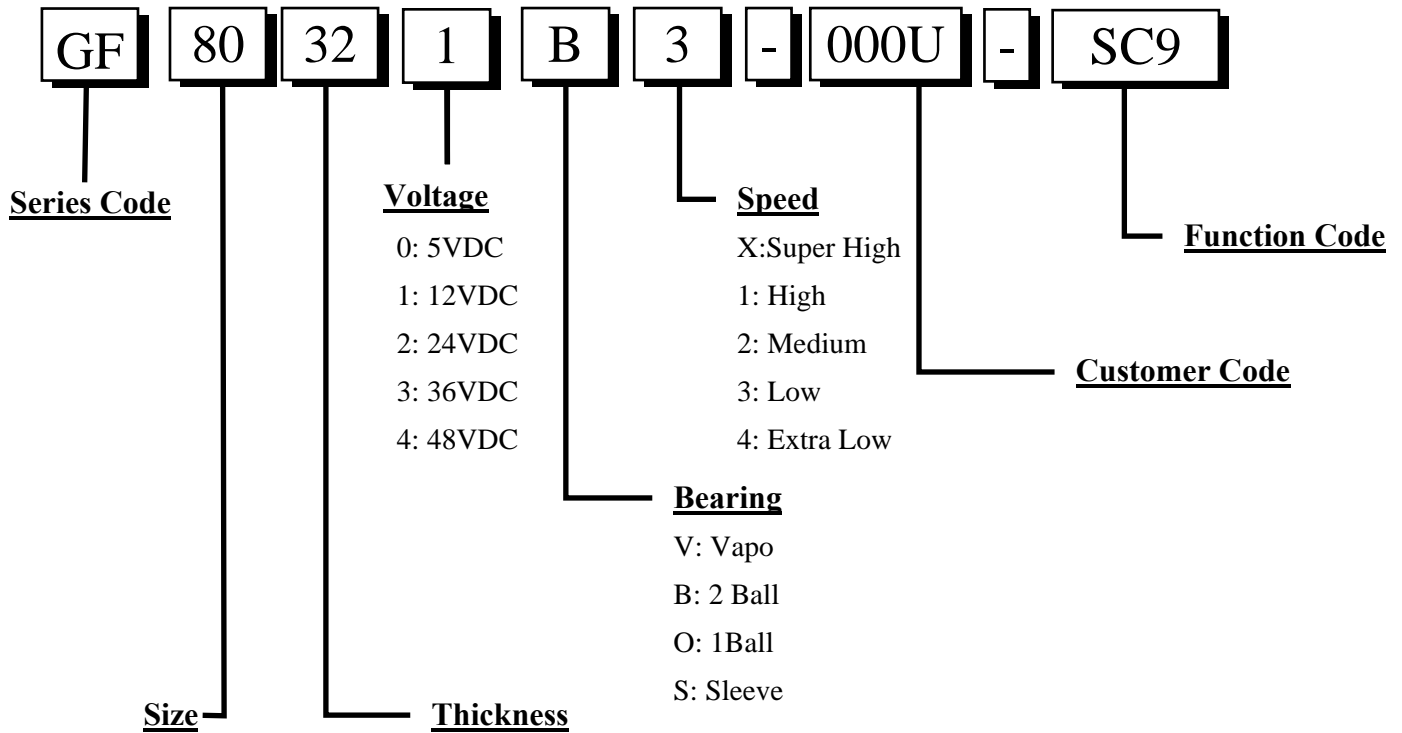 GF 80 32 1 B 3 - 000U - SC9
Series Code
Voltage
0: 5VDC
1: 12VDC
2: 24VDC
3: 36VDC
4: 48VDC
Speed
X:Super High
1: High
2: Medium
3: Low
4: Extra Low
Function Code
Customer Code
Bearing
V: Vapo
B: 2 Ball
O: 1Ball
S: Sleeve
Size
Thickness